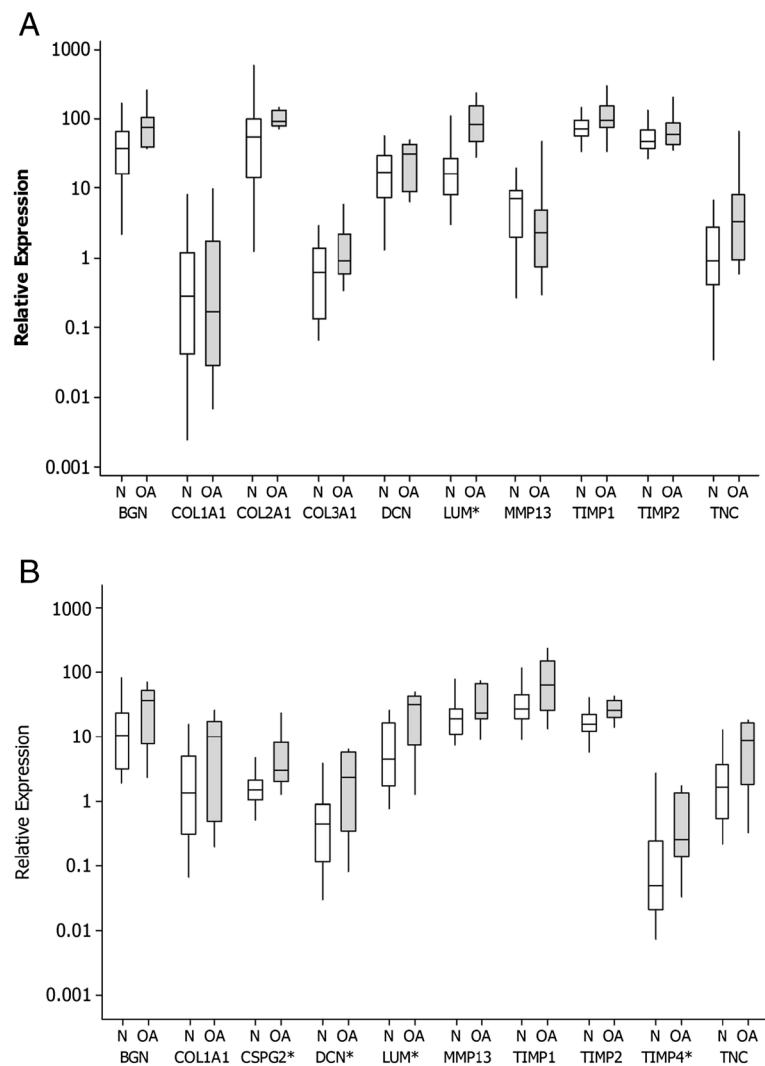 A
1000
100
10
1
0.1
0.01
0.001
Relative Expression
N OA N OA N OA N OA N OA N OA N OA N OA N OA N OA
BGN COL1A1 COL2A1 COL3A1 DCN LUM* MMP13 TIMP1 TIMP2 TNC
B
1000
100
10
1
0.1
0.01
0.001
Relative Expression
N OA N OA N OA N OA N OA N OA N OA N OA N OA N OA
BGN COL1A1 CSPG2* DCN* LUM* MMP13 TIMP1 TIMP2 TIMP4* TNC